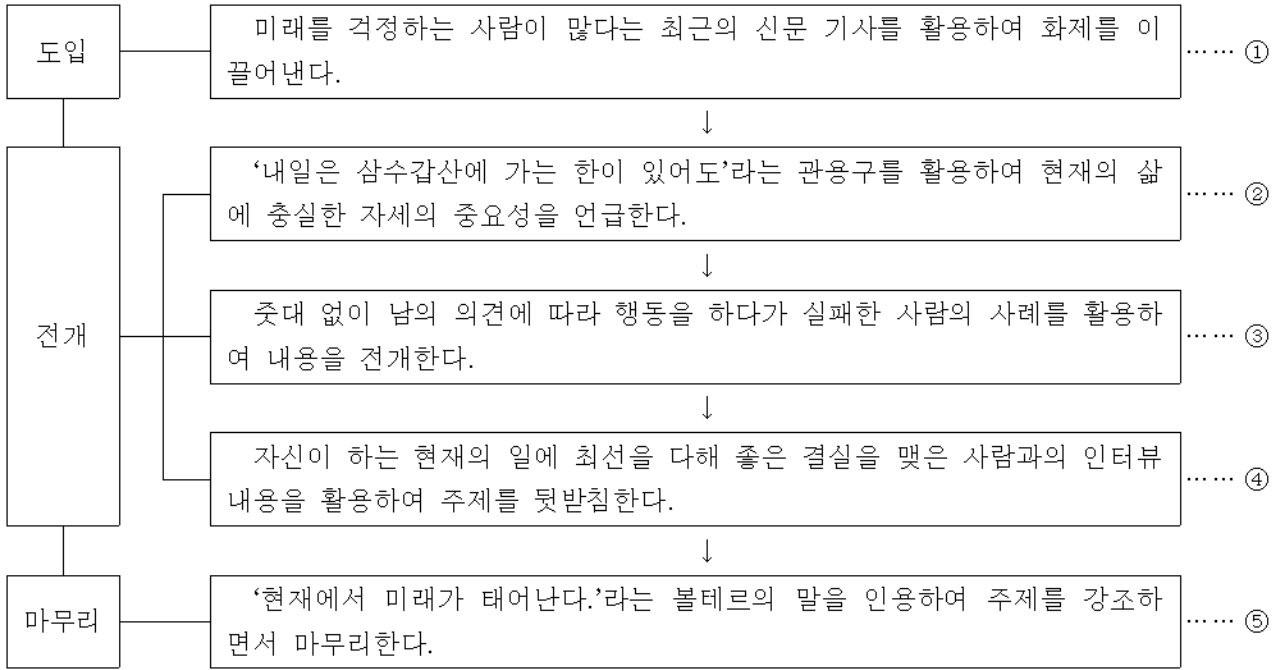 도입
미래를 걱정하는 사람이 많다는 최근의 신문 기사를 활용하여 화제를 이
끌어낸다.
…… ①
↓
전개
‘내일은 삼수갑산에 가는 한이 있어도’라는 관용구를 활용하여 현재의 삶
에 충실한 자세의 중요성을 언급한다.
…… ②
↓
줏대 없이 남의 의견에 따라 행동을 하다가 실패한 사람의 사례를 활용하
여 내용을 전개한다.
…… ③
↓
자신이 하는 현재의 일에 최선을 다해 좋은 결실을 맺은 사람과의 인터뷰
내용을 활용하여 주제를 뒷받침한다.
…… ④
↓
마무리
‘현재에서 미래가 태어난다.’라는 볼테르의 말을 인용하여 주제를 강조하
면서 마무리한다.
…… ⑤